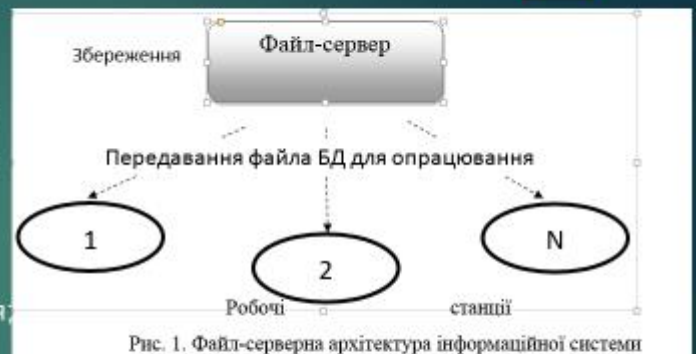 Файл-сервер
Збереження
Передавання файла БД для опрацювання
1
2
N
Робочі станції
Рис. 1. Файл-серверна архітектура інформаційної системи